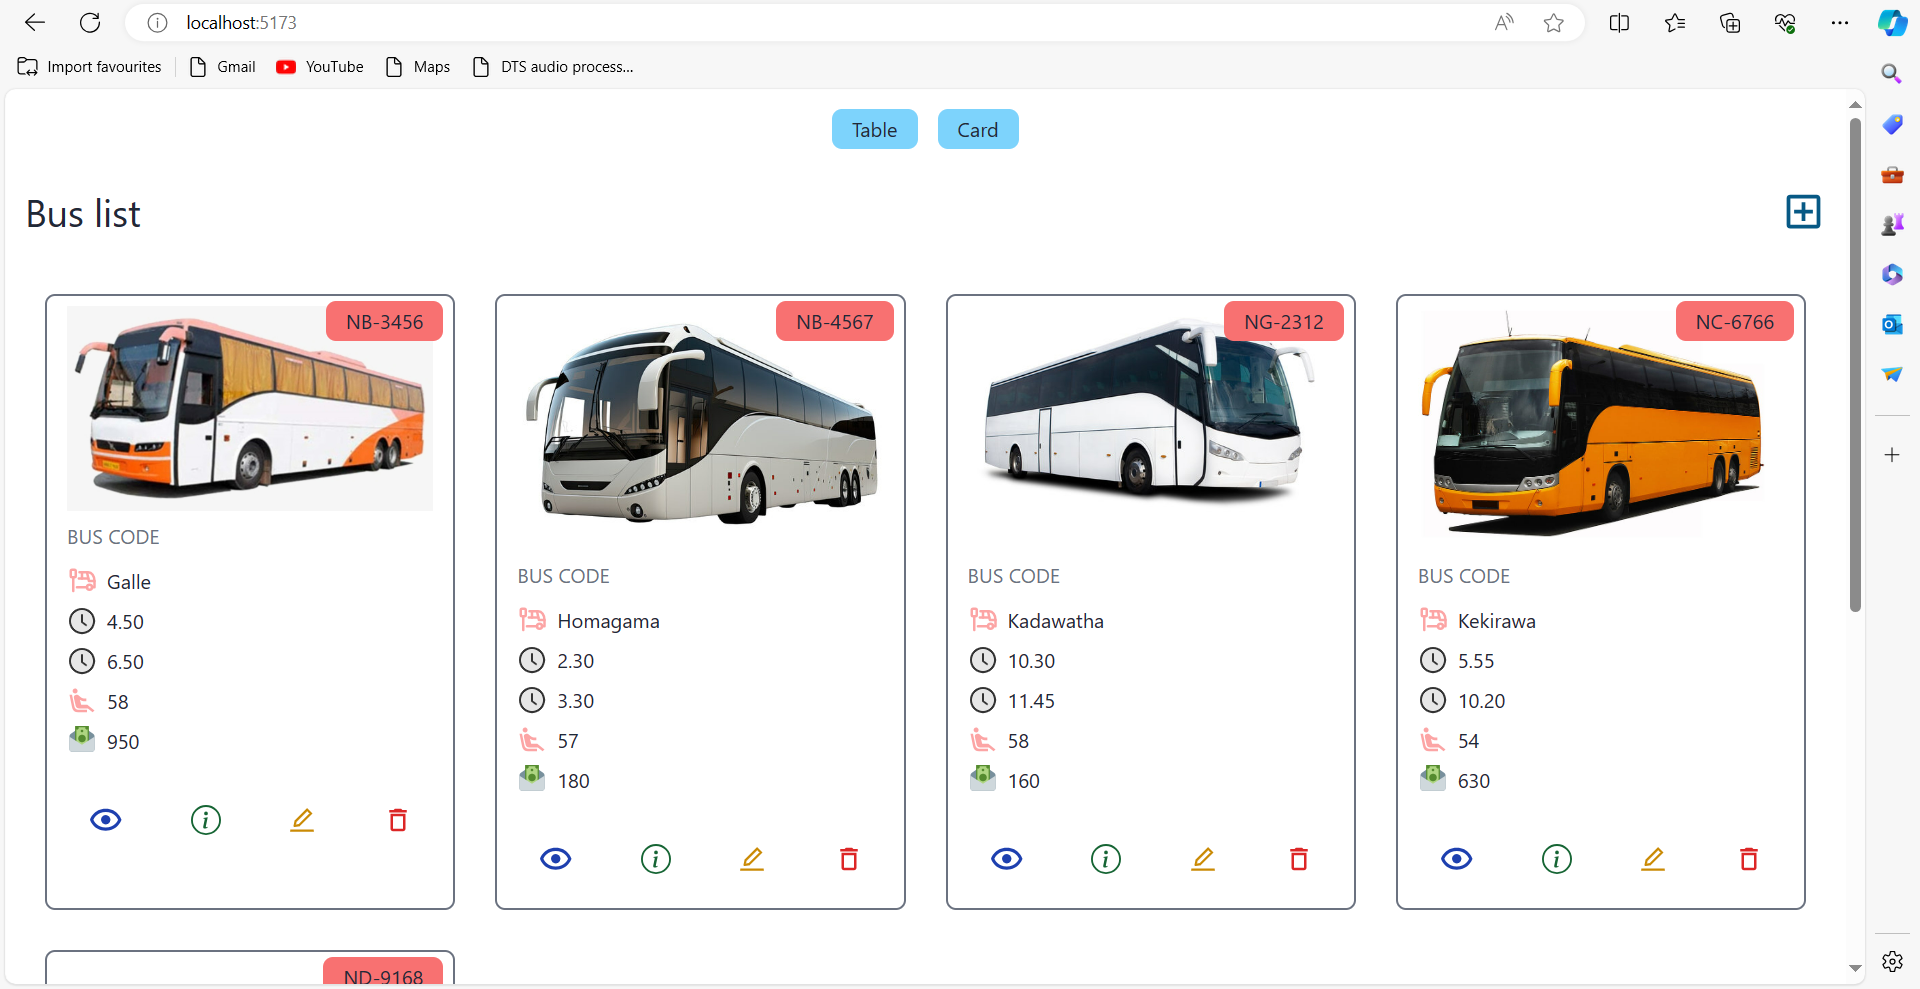 localhost:5173
Import favourites
Gmail
YouTube
Maps
DTS audio process...
Table
Card
Bus list
NB-3456
BUS CODE
Galle
4.50
6.50
58
950
NB-4567
BUS CODE
Homagama
2.30
3.30
57
180
NG-2312
BUS CODE
Kadawatha
10.30
11.45
58
160
NC-6766
BUS CODE
Kekirawa
5.55
10.20
54
630
ND-9168